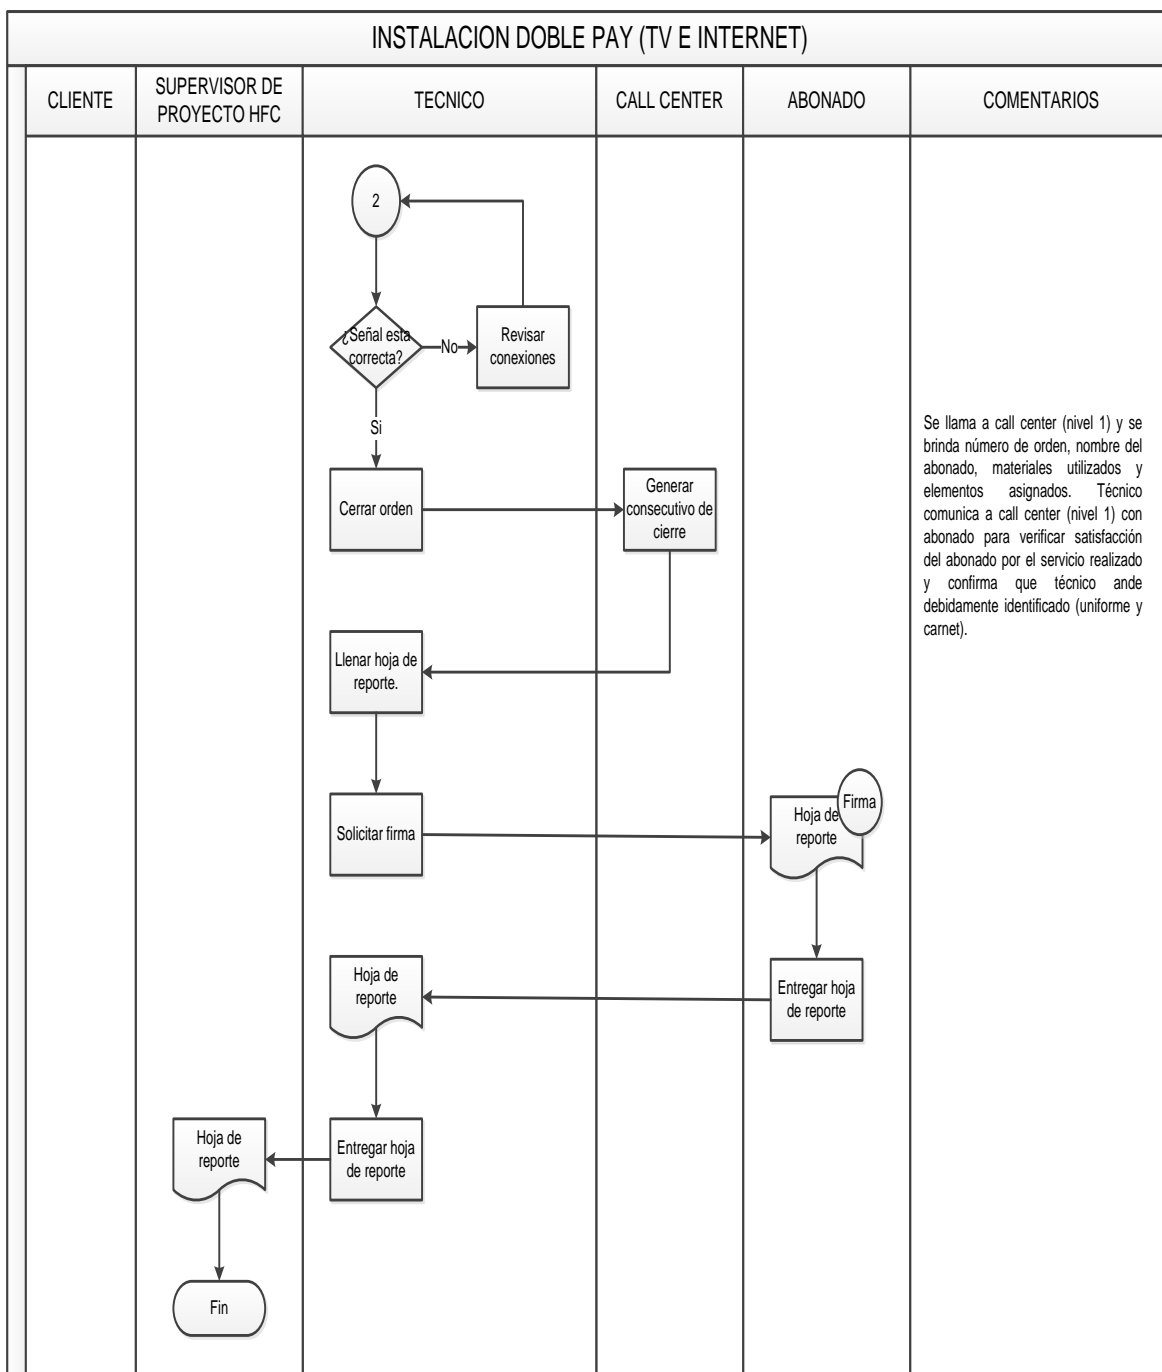 INSTALACION DOBLE PAY (TV E INTERNET)
CLIENTE
SUPERVISOR DE
PROYECTO HFC
TECNICO
CALL CENTER
ABONADO
COMENTARIOS
2
¿Señal esta
correcta?
No
Revisar
conexiones
Si
Cerrar orden
Generar
consecutivo de
cierre
Se llama a call center (nivel 1) y se
brinda número de orden, nombre del
abonado, materiales utilizados y
elementos asignados. Técnico
comunica a call center (nivel 1) con
abonado para verificar satisfacción
del abonado por el servicio realizado
y confirma que técnico ande
debidamente identificado (uniforme y
carnet).
Llenar hoja de
reporte.
Solicitar firma
Hoja de
reporte
Firma
Entregar hoja
de reporte
Hoja de
reporte
Entregar hoja
de reporte
Hoja de
reporte
Fin